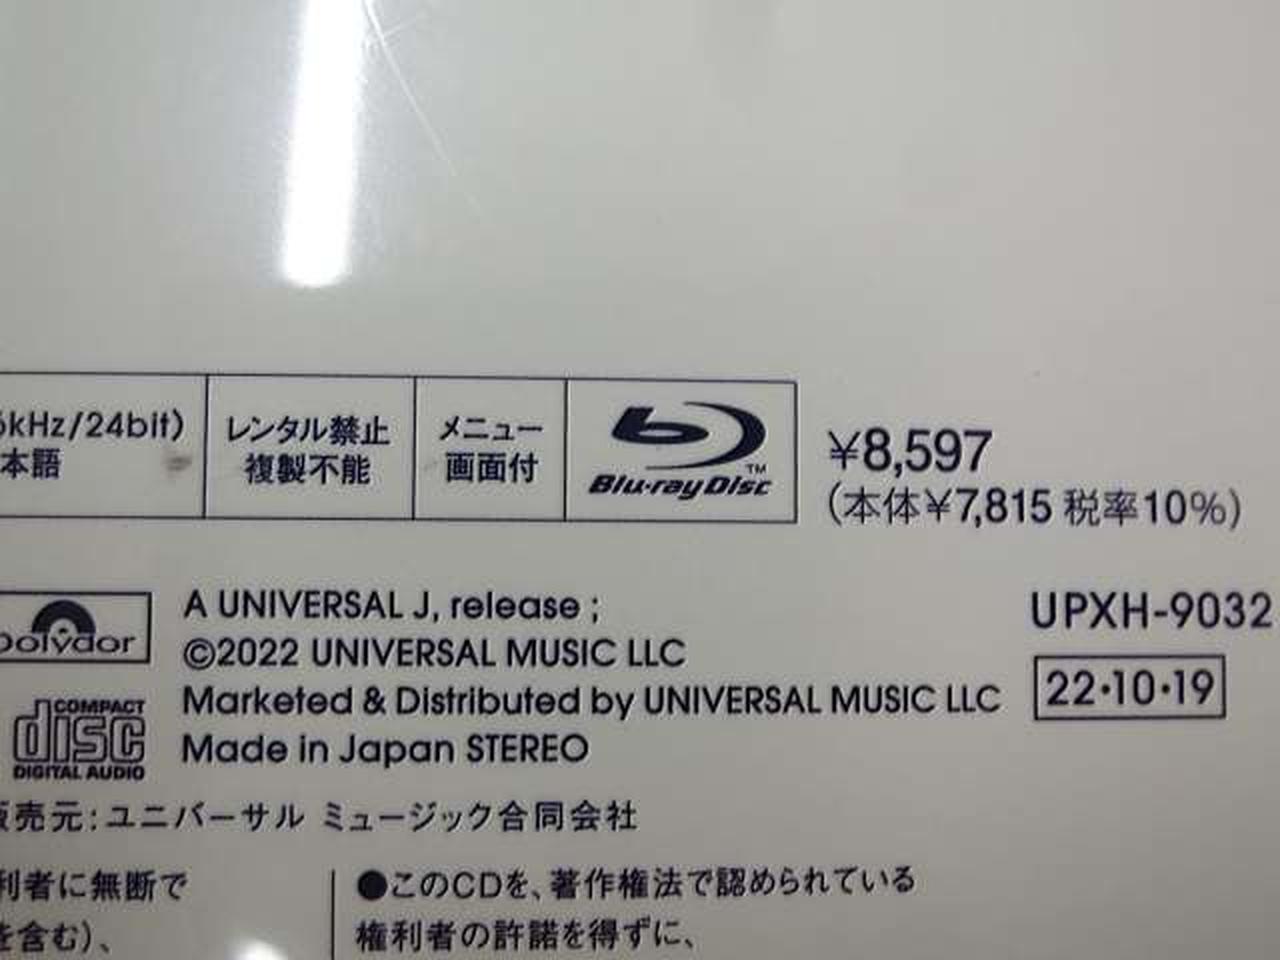 6kHz/24bit)
本語
レンタル禁止
複製不能
メニュー
画面付
Blu-ray Disc
TM
¥8,597
(本体¥7,815 税率10%)
polydor
A UNIVERSAL J, release ;
©2022 UNIVERSAL MUSIC LLC
Marketed & Distributed by UNIVERSAL MUSIC LLC
Made in Japan STEREO
UPXH-9032
22・10・19
COMPACT
disc
DIGITAL AUDIO
販売元:ユニバーサル ミュージック合同会社
利者に無断で
を含む)、
●このCDを、著作権法で認められている
権利者の許諾を得ずに、